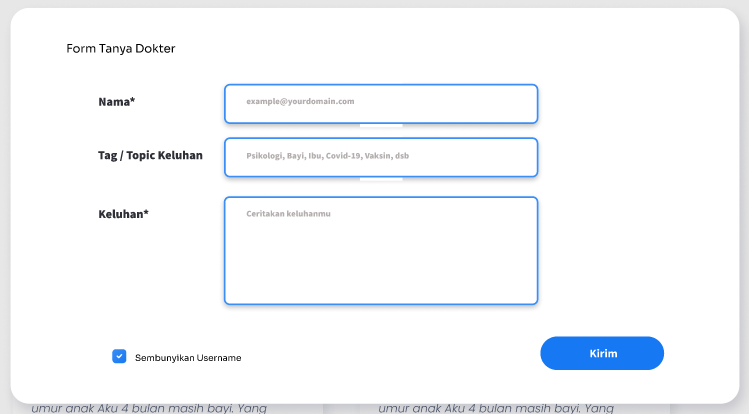 Form Tanya Dokter
Nama*
example@yourdomain.com
Tag / Topic Keluhan
Psikologi, Bayi, Ibu, Covid-19, Vaksin, dsb
Keluhan*
Ceritakan keluhanmu
Sembunyikan Username
Kirim
umur anak Aku 4 bulan masih bayi. Yang
umur anak Aku 4 bulan masih bayi. Yang